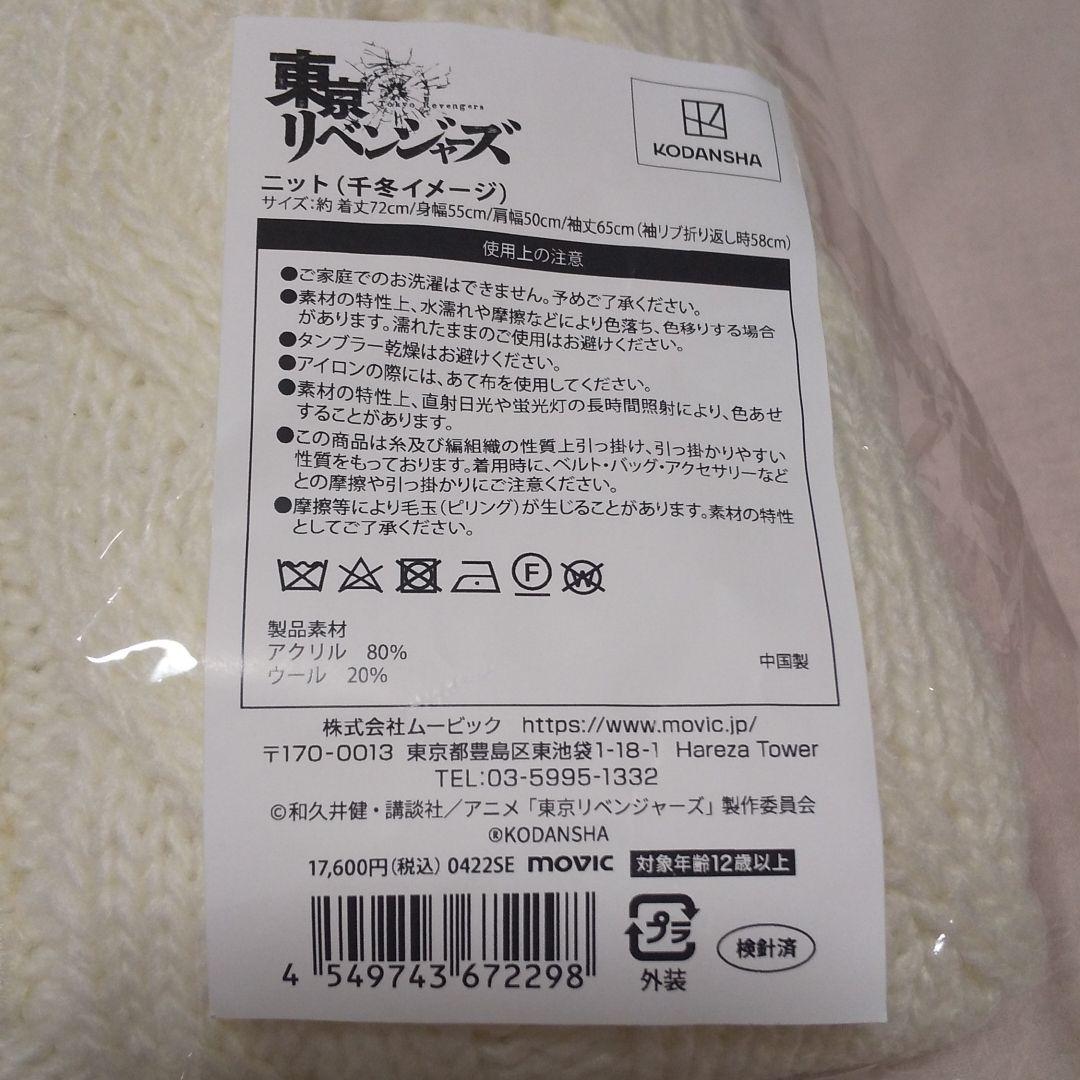 東京
Tokyo Revengers
リベンジャーズ
KODANSHA
ニット(千冬イメージ)
サイズ:約 着丈72cm/身幅55cm/肩幅50cm/袖丈65cm(袖リブ折り返し時58cm)
使用上の注意
●ご家庭でのお洗濯はできません。予めご了承ください。
●素材の特性上、水濡れや摩擦などにより色落ち、色移りする場合
があります。濡れたままのご使用はお避けください。
●タンブラー乾燥はお避けください。
●アイロンの際には、あて布を使用してください。
●素材の特性上、直射日光や蛍光灯の長時間照射により、色あせ
することがあります。
●この商品は糸及び編組織の性質上引っ掛け、引っ掛かりやすい
性質をもっております。着用時に、ベルト・バッグ・アクセサリーなど
との摩擦や引っ掛かりにご注意ください。
●摩擦等により毛玉(ピリング)が生じることがあります。素材の特性
としてご了承ください。
F W
製品素材
アクリル 80%
ウール 20%
中国製
株式会社ムービック https://www.movic.jp/
〒170-0013 東京都豊島区東池袋1-18-1 Hareza Tower
TEL:03-5995-1332
©和久井健・講談社/アニメ「東京リベンジャーズ」製作委員会
®KODANSHA
17,600円(税込) 0422SE movic 対象年齢12歳以上
4 549743 672298
プラ
外装
検針済